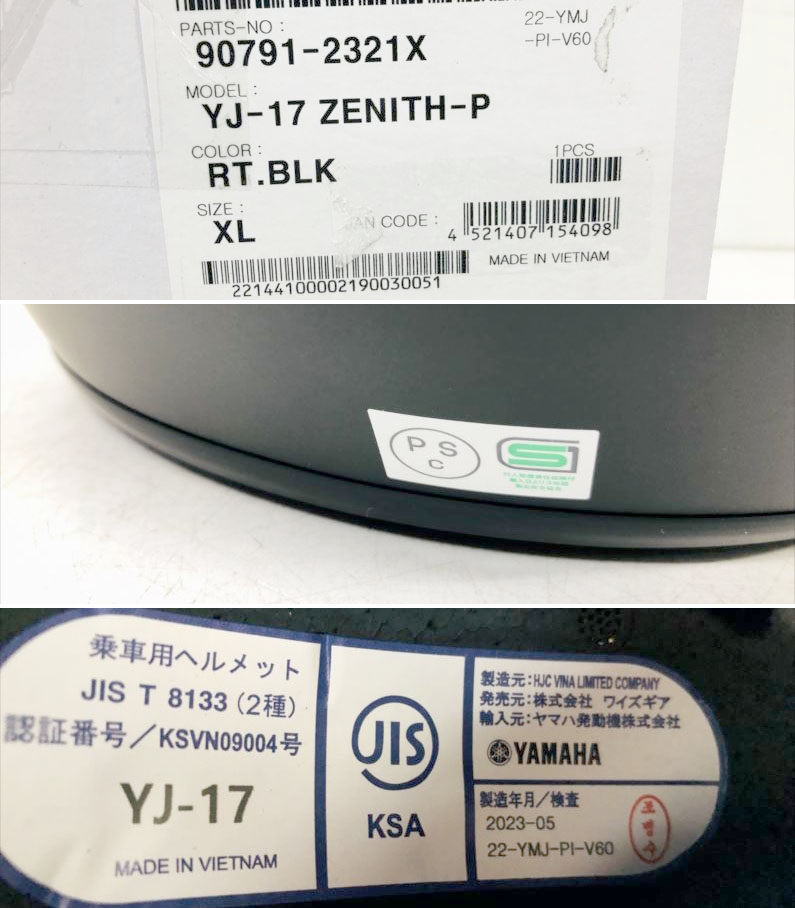 PARTS-NO :
90791-2321X
22-YMJ
-PI-V60
MODEL :
YJ-17 ZENITH-P
COLOR :
RT.BLK
1PCS
SIZE :
XL
JAN CODE :
4 521407 154098
MADE IN VIETNAM
22144100002190030051
PS
C
SG
乗車用ヘルメット
JIS T 8133 (2種)
認証番号/KSVN09004号
YJ-17
MADE IN VIETNAM
JIS
KSA
製造元:HJC VINA LIMITED COMPANY
発売元:株式会社 ワイズギア
輸入元:ヤマハ発動機株式会社
YAMAHA
製造年月/検査
2023-05
22-YMJ-PI-V60